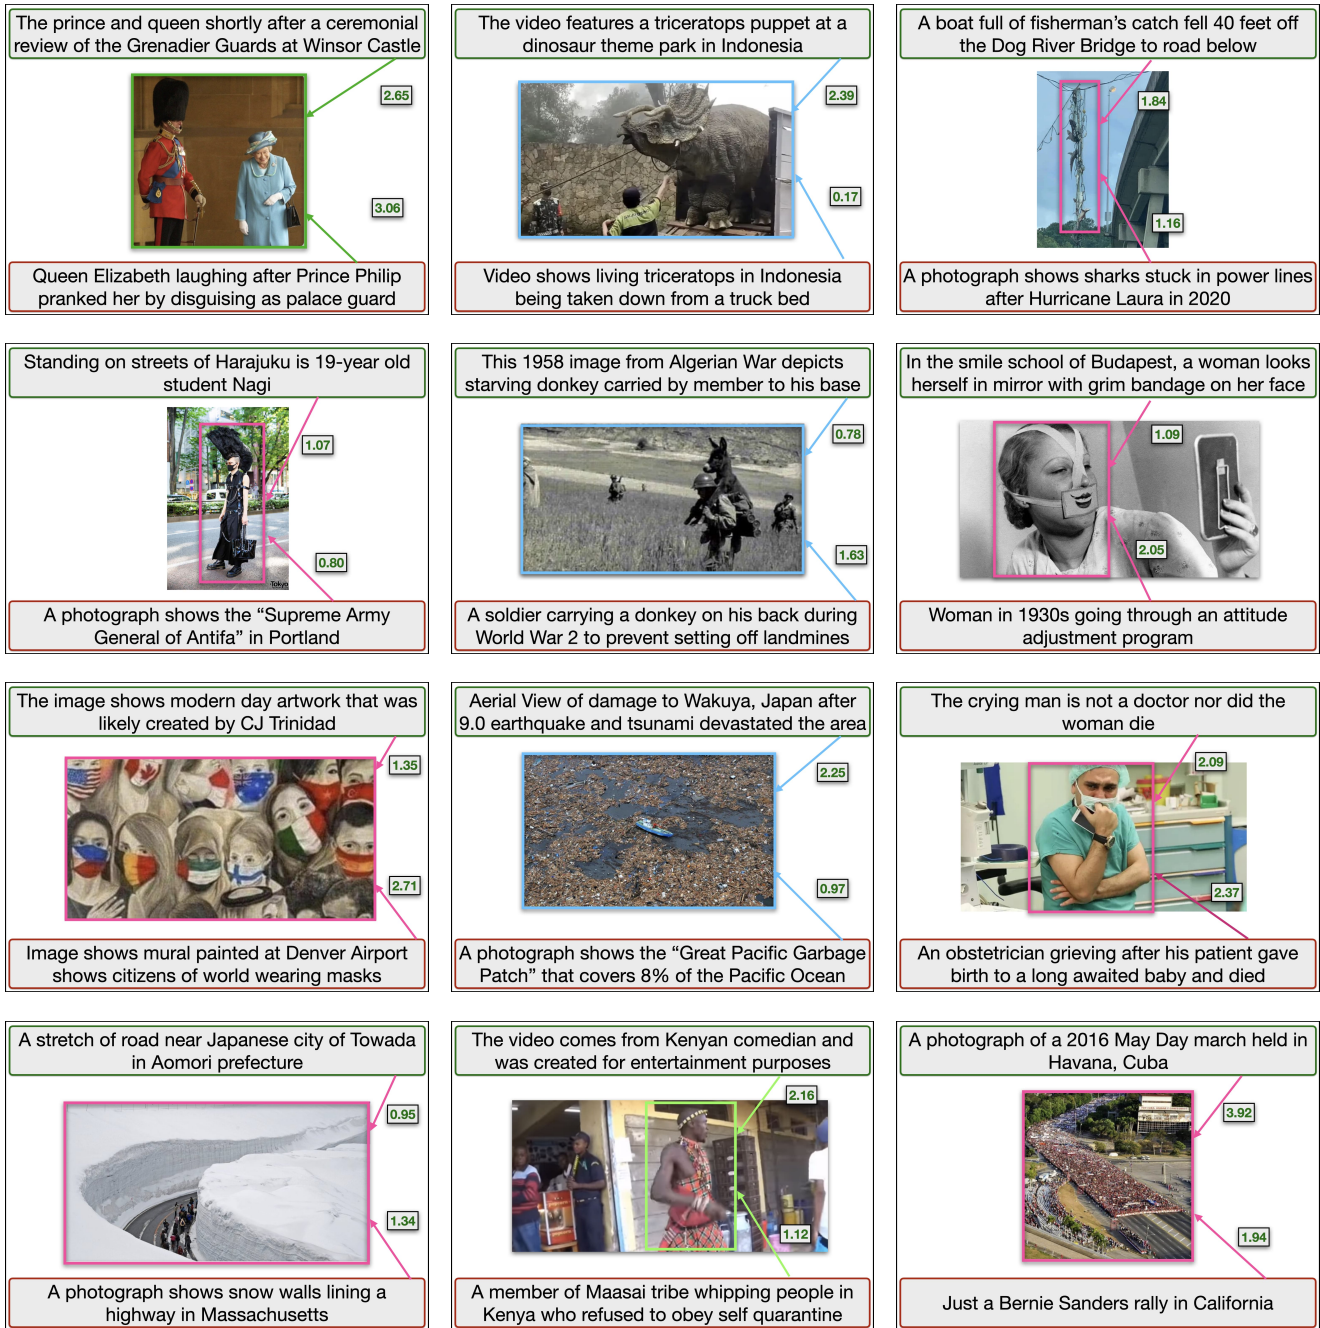 The prince and queen shortly after a ceremonial
review of the Grenadier Guards at Winsor Castle
2.65
3.06
Queen Elizabeth laughing after Prince Philip
pranked her by disguising as palace guard
The video features a triceratops puppet at a
dinosaur theme park in Indonesia
2.39
0.17
Video shows living triceratops in Indonesia
being taken down from a truck bed
A boat full of fisherman's catch fell 40 feet off
the Dog River Bridge to road below
1.84
1.16
A photograph shows sharks stuck in power lines
after Hurricane Laura in 2020
Standing on streets of Harajuku is 19-year old
student Nagi
1.07
0.80
Tokyo
A photograph shows the “Supreme Army
General of Antifa” in Portland
This 1958 image from Algerian War depicts
starving donkey carried by member to his base
0.78
1.63
A soldier carrying a donkey on his back during
World War 2 to prevent setting off landmines
In the smile school of Budapest, a woman looks
herself in mirror with grim bandage on her face
1.09
2.05
Woman in 1930s going through an attitude
adjustment program
The image shows modern day artwork that was
likely created by CJ Trinidad
1.35
2.71
Image shows mural painted at Denver Airport
shows citizens of world wearing masks
Aerial View of damage to Wakuya, Japan after
9.0 earthquake and tsunami devastated the area
2.25
0.97
A photograph shows the “Great Pacific Garbage
Patch” that covers 8% of the Pacific Ocean
The crying man is not a doctor nor did the
woman die
2.09
2.37
An obstetrician grieving after his patient gave
birth to a long awaited baby and died
A stretch of road near Japanese city of Towada
in Aomori prefecture
0.95
1.34
A photograph shows snow walls lining a
highway in Massachusetts
The video comes from Kenyan comedian and
was created for entertainment purposes
2.16
1.12
A member of Maasai tribe whipping people in
Kenya who refused to obey self quarantine
A photograph of a 2016 May Day march held in
Havana, Cuba
3.92
1.94
Just a Bernie Sanders rally in California